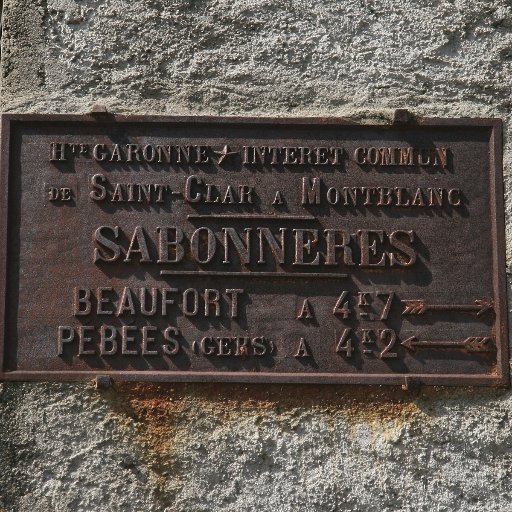 HTE GARONNE ★ INTERET COMMUN
DE SAINT-CLAR A MONTBLANC
SABONNERES
BEAUFORT A 4K7
PEBEES (GERS) A 4K2